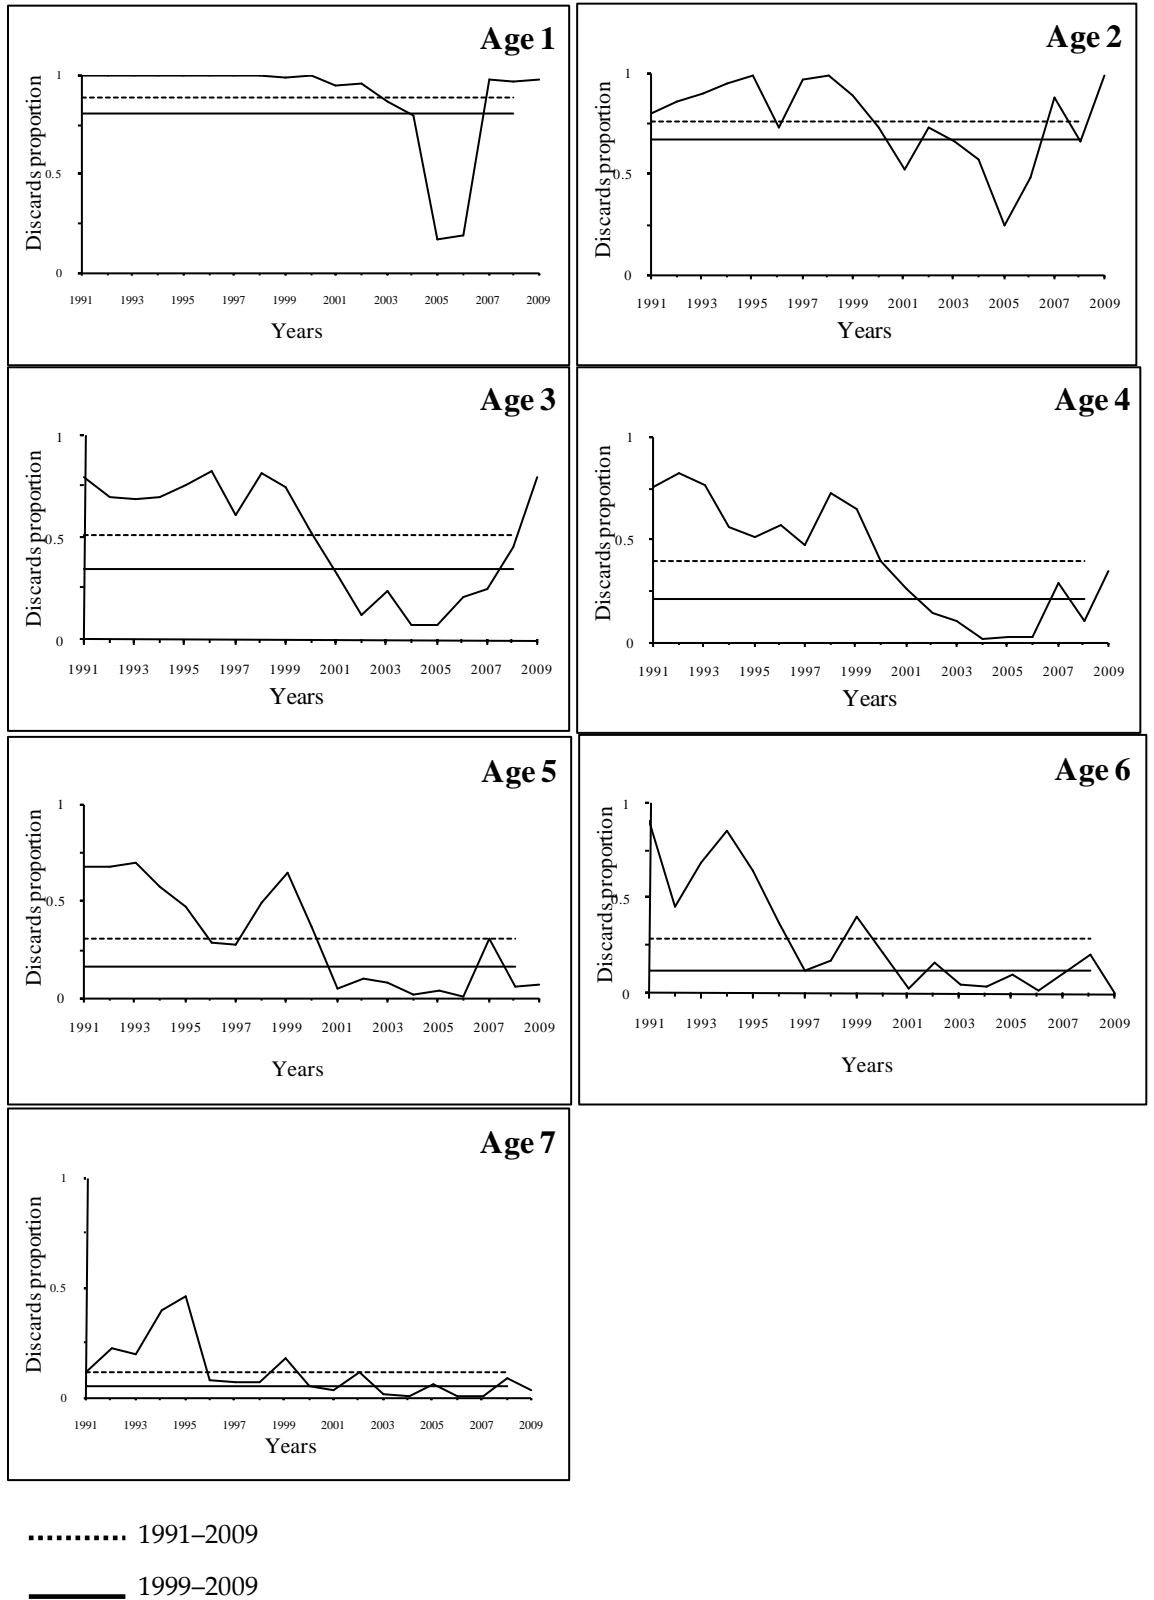 Age 1
1
Discards proportion
0.5
0
1991 1993 1995 1997 1999 2001 2003 2005 2007 2009
Years
Age 2
1
Discards proportion
0.5
0
1991 1993 1995 1997 1999 2001 2003 2005 2007 2009
Years
Age 3
1
Discards proportion
0.5
0
1991 1993 1995 1997 1999 2001 2003 2005 2007 2009
Years
Age 4
1
Discards proportion
0.5
0
1991 1993 1995 1997 1999 2001 2003 2005 2007 2009
Years
Age 5
1
Discards proportion
0.5
0
1991 1993 1995 1997 1999 2001 2003 2005 2007 2009
Years
Age 6
1
Discards proportion
0.5
0
1991 1993 1995 1997 1999 2001 2003 2005 2007 2009
Years
Age 7
1
Discards proportion
0.5
0
1991 1993 1995 1997 1999 2001 2003 2005 2007 2009
Years
1991–2009
1999–2009